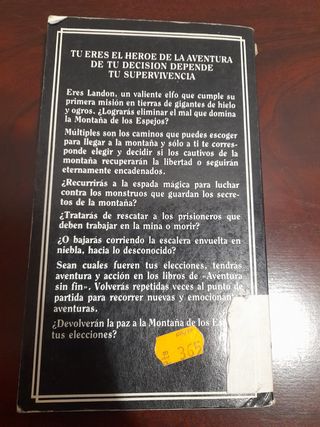 TU ERES EL HEROE DE LA AVENTURA
DE TU DECISION DEPENDE
TU SUPERVIVENCIA
Eres Landon, un valiente elfo que cumple su
primera misión en tierras de gigantes de hielo
y ogros. ¿Lograrás eliminar el mal que domina
la Montaña de los Espejos?
Múltiples son los caminos que puedes escoger
para llegar a la montaña y sólo a ti te corres-
ponde elegir y decidir si los cautivos de la
montaña recuperarán la libertad o seguirán
eternamente encadenados.
¿Recurrirás a la espada mágica para luchar
contra los monstruos que guardan los secre-
tos de la montaña?
¿Tratarás de rescatar a los prisioneros que
deben trabajar en la mina o morir?
¿O bajarás corriendo la escalera envuelta en
niebla, hacia lo desconocido?
Sean cuales fueren tus elecciones, tendrás
aventura y acción en los libros de «Aventura
sin fin». Volverás repetidas veces al punto de
partida para recorrer nuevas y emocionantes
aventuras.
¿Devolverán la paz a la Montaña de los
tus elecciones?
365